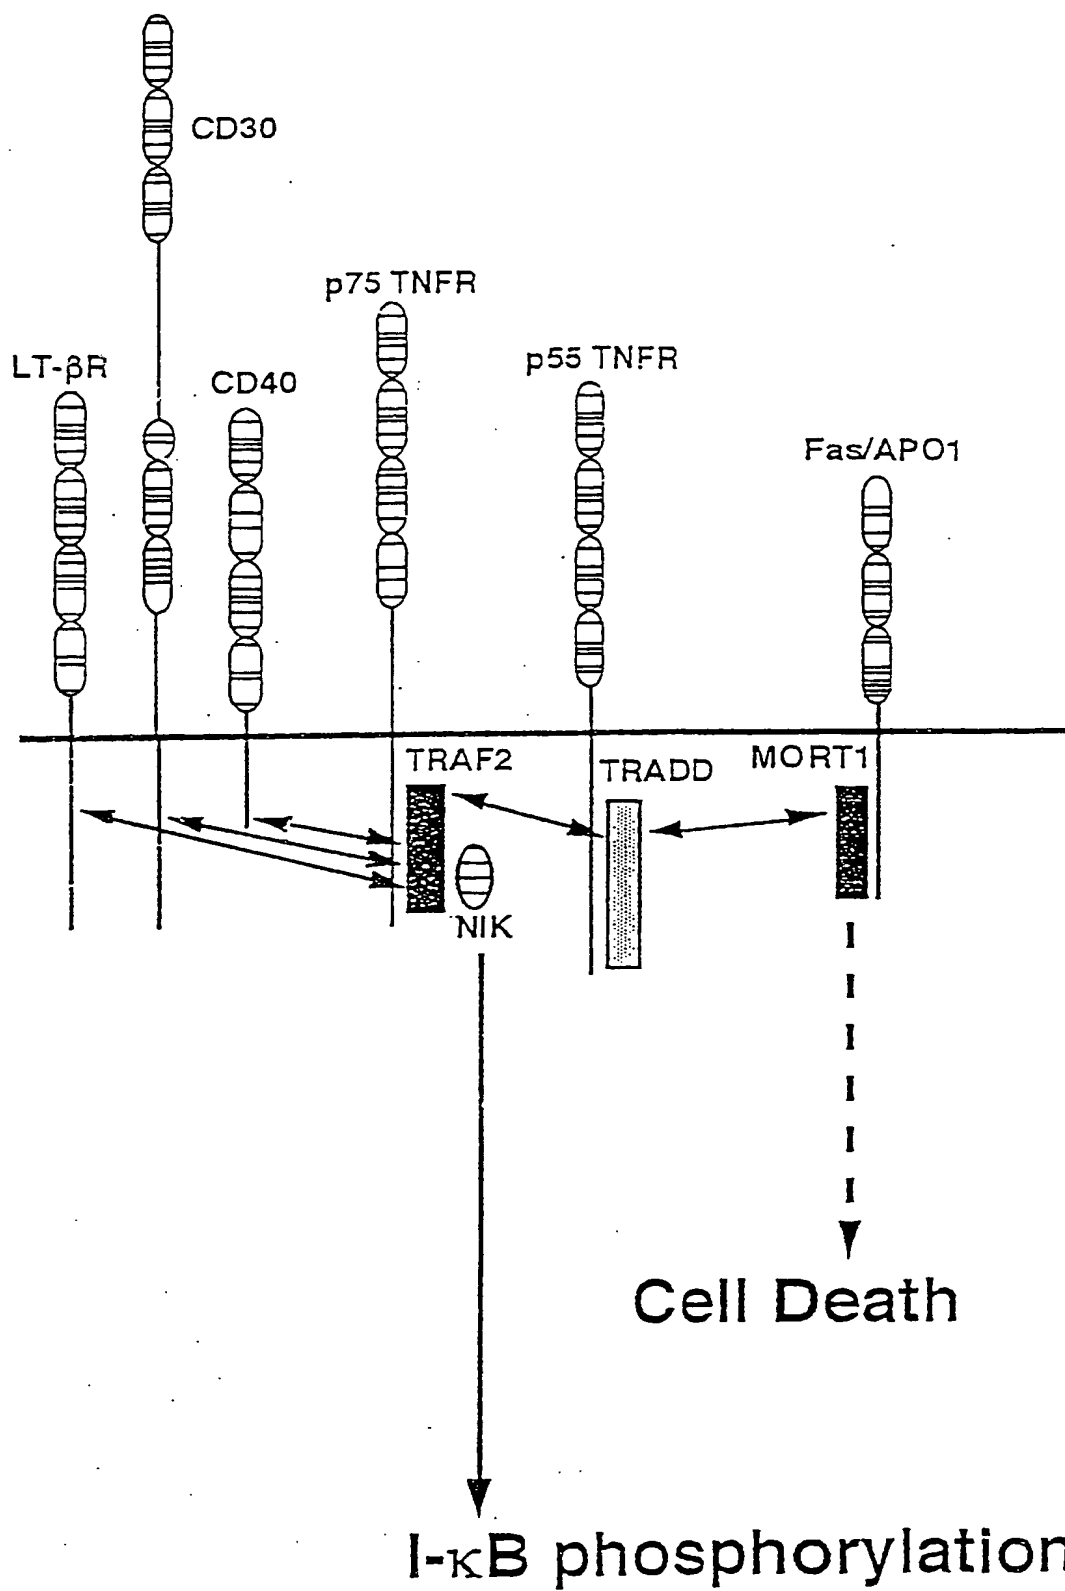 CD30
p75 TNFR
p55 TNFR
LT-βR
CD40
Fas/APO1
TRAF2
TRADD
MORT1
NIK
Cell Death
I-κB phosphorylation